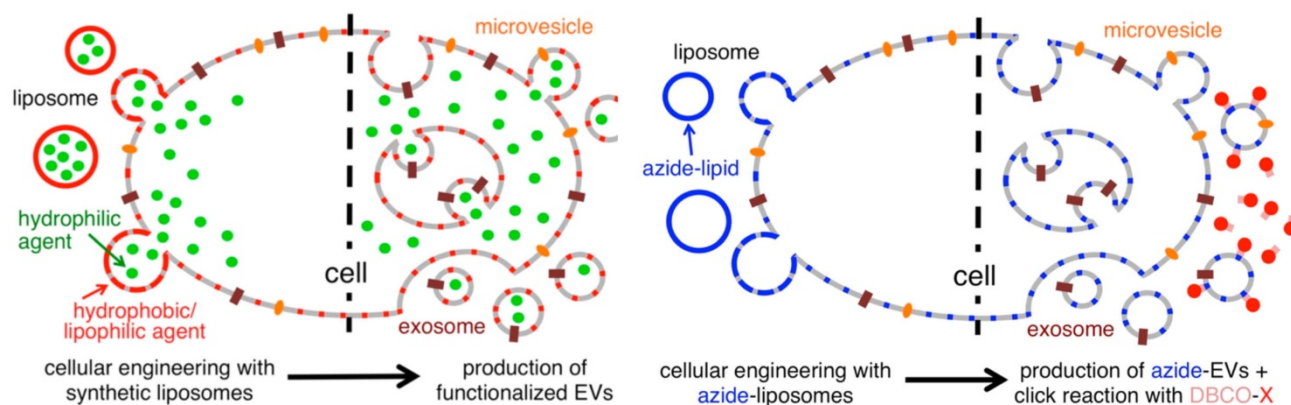 microvesicle
liposome
hydrophilic
agent
hydrophobic/
lipophilic agent
cell
exosome
cellular engineering with
synthetic liposomes
production of
functionalized EVs
microvesicle
liposome
azide-lipid
cell
exosome
cellular engineering with
azide-liposomes
production of azide-EVs +
click reaction with DBCO-X